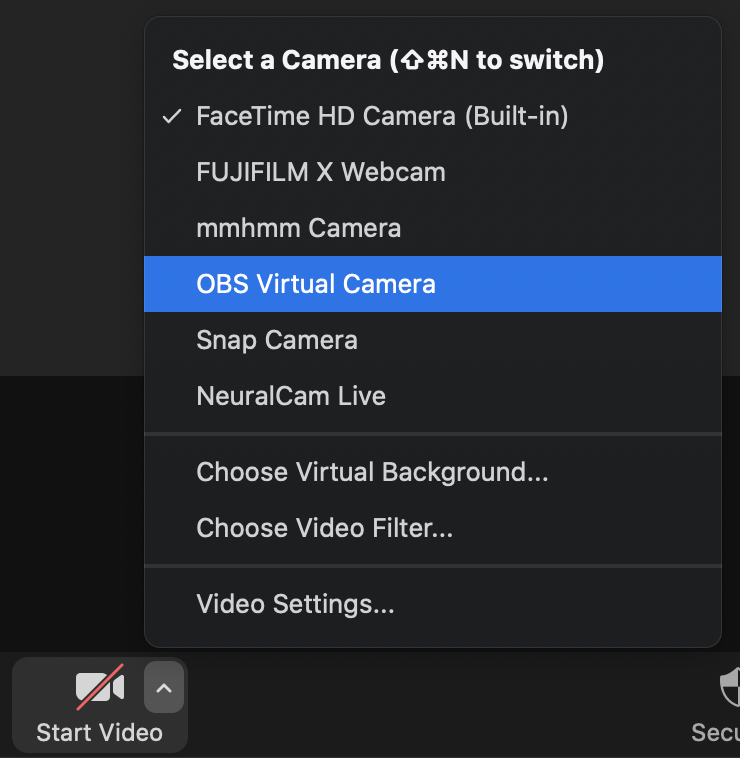 Select a Camera (⇧⌘N to switch)
✓ FaceTime HD Camera (Built-in)
FUJIFILM X Webcam
mmhmm Camera
OBS Virtual Camera
Snap Camera
NeuralCam Live
Choose Virtual Background...
Choose Video Filter...
Video Settings...
Start Video
Secu